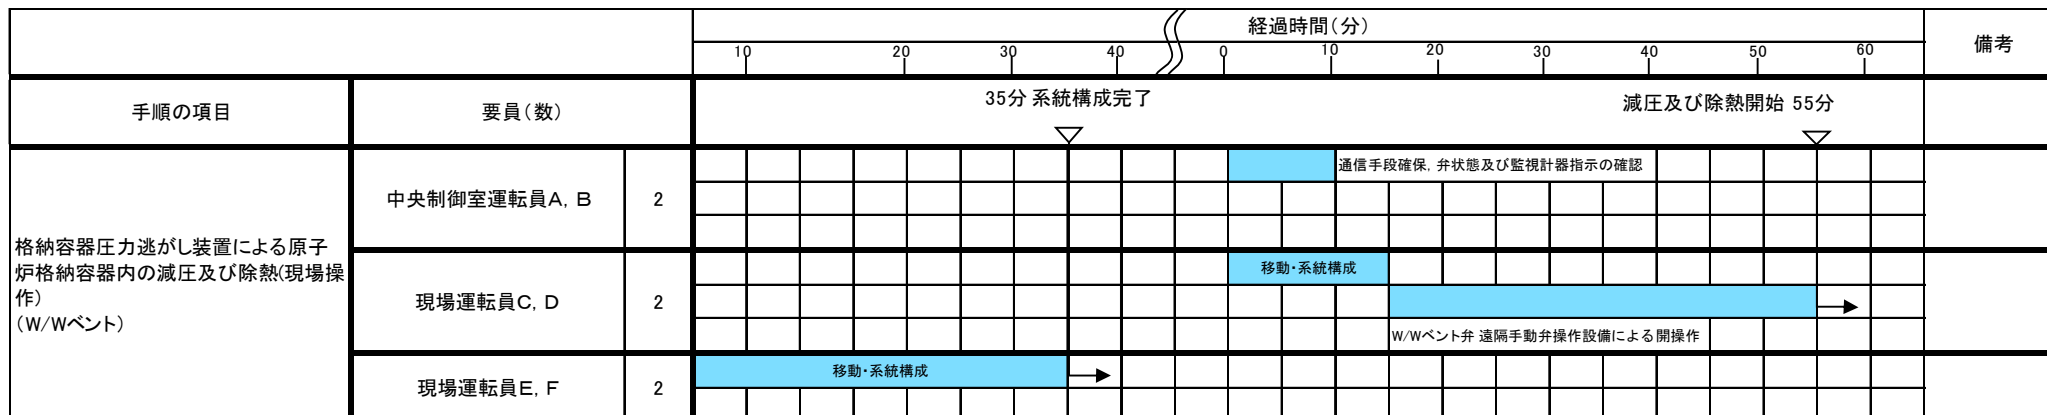 経過時間(分)
備考
10 20 30 40 0 10 20 30 40 50 60
手順の項目
要員(数)
35分 系統構成完了
減圧及び除熱開始 55分
格納容器圧力逃がし装置による原子
炉格納容器内の減圧及び除熱(現場操
作)
(W/Wベント)
中央制御室運転員A, B
2
通信手段確保, 弁状態及び監視計器指示の確認
現場運転員C, D
2
移動・系統構成
W/Wベント弁 遠隔手動弁操作設備による開操作
現場運転員E, F
2
移動・系統構成